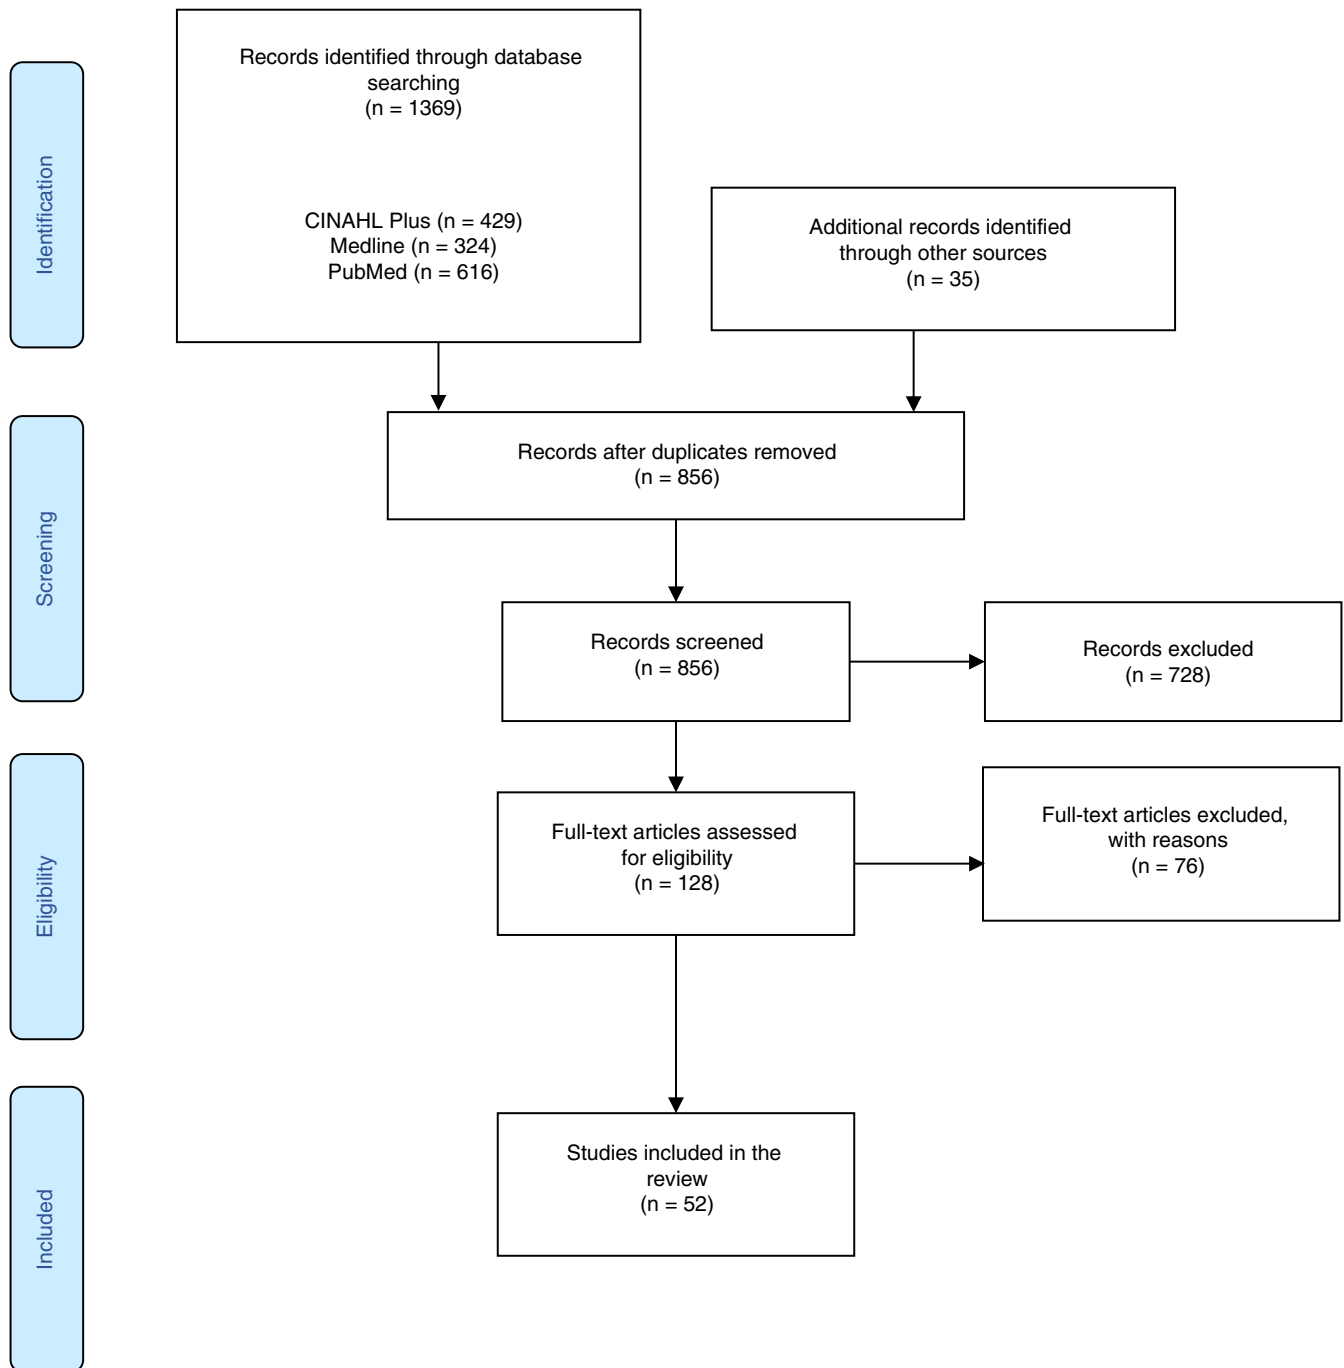 Identification
Records identified through database
searching
(n = 1369)
CINAHL Plus (n = 429)
Medline (n = 324)
PubMed (n = 616)
Additional records identified
through other sources
(n = 35)
Screening
Records after duplicates removed
(n = 856)
Records screened
(n = 856)
Records excluded
(n = 728)
Eligibility
Full-text articles assessed
for eligibility
(n = 128)
Full-text articles excluded,
with reasons
(n = 76)
Included
Studies included in the
review
(n = 52)